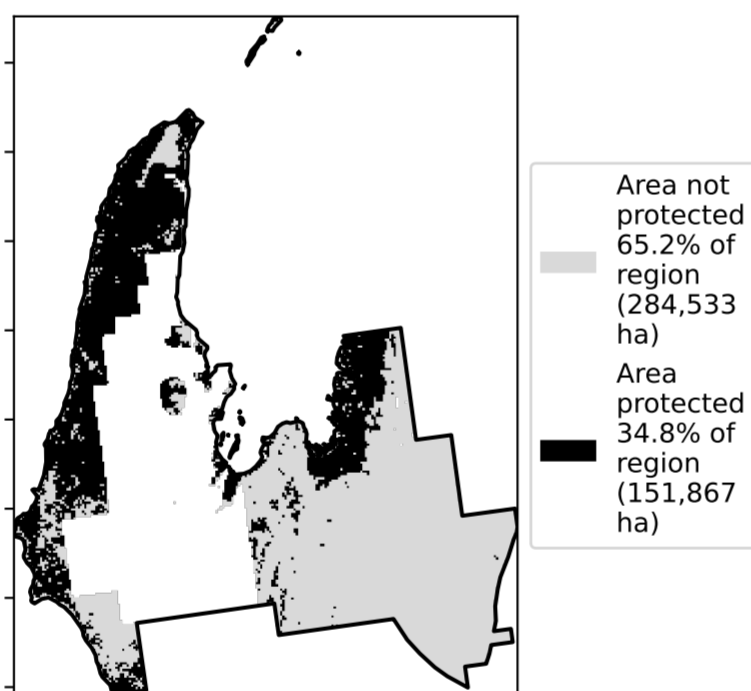 Area not
protected
65.2% of
region
(284,533
ha)
Area
protected
34.8% of
region
(151,867
ha)